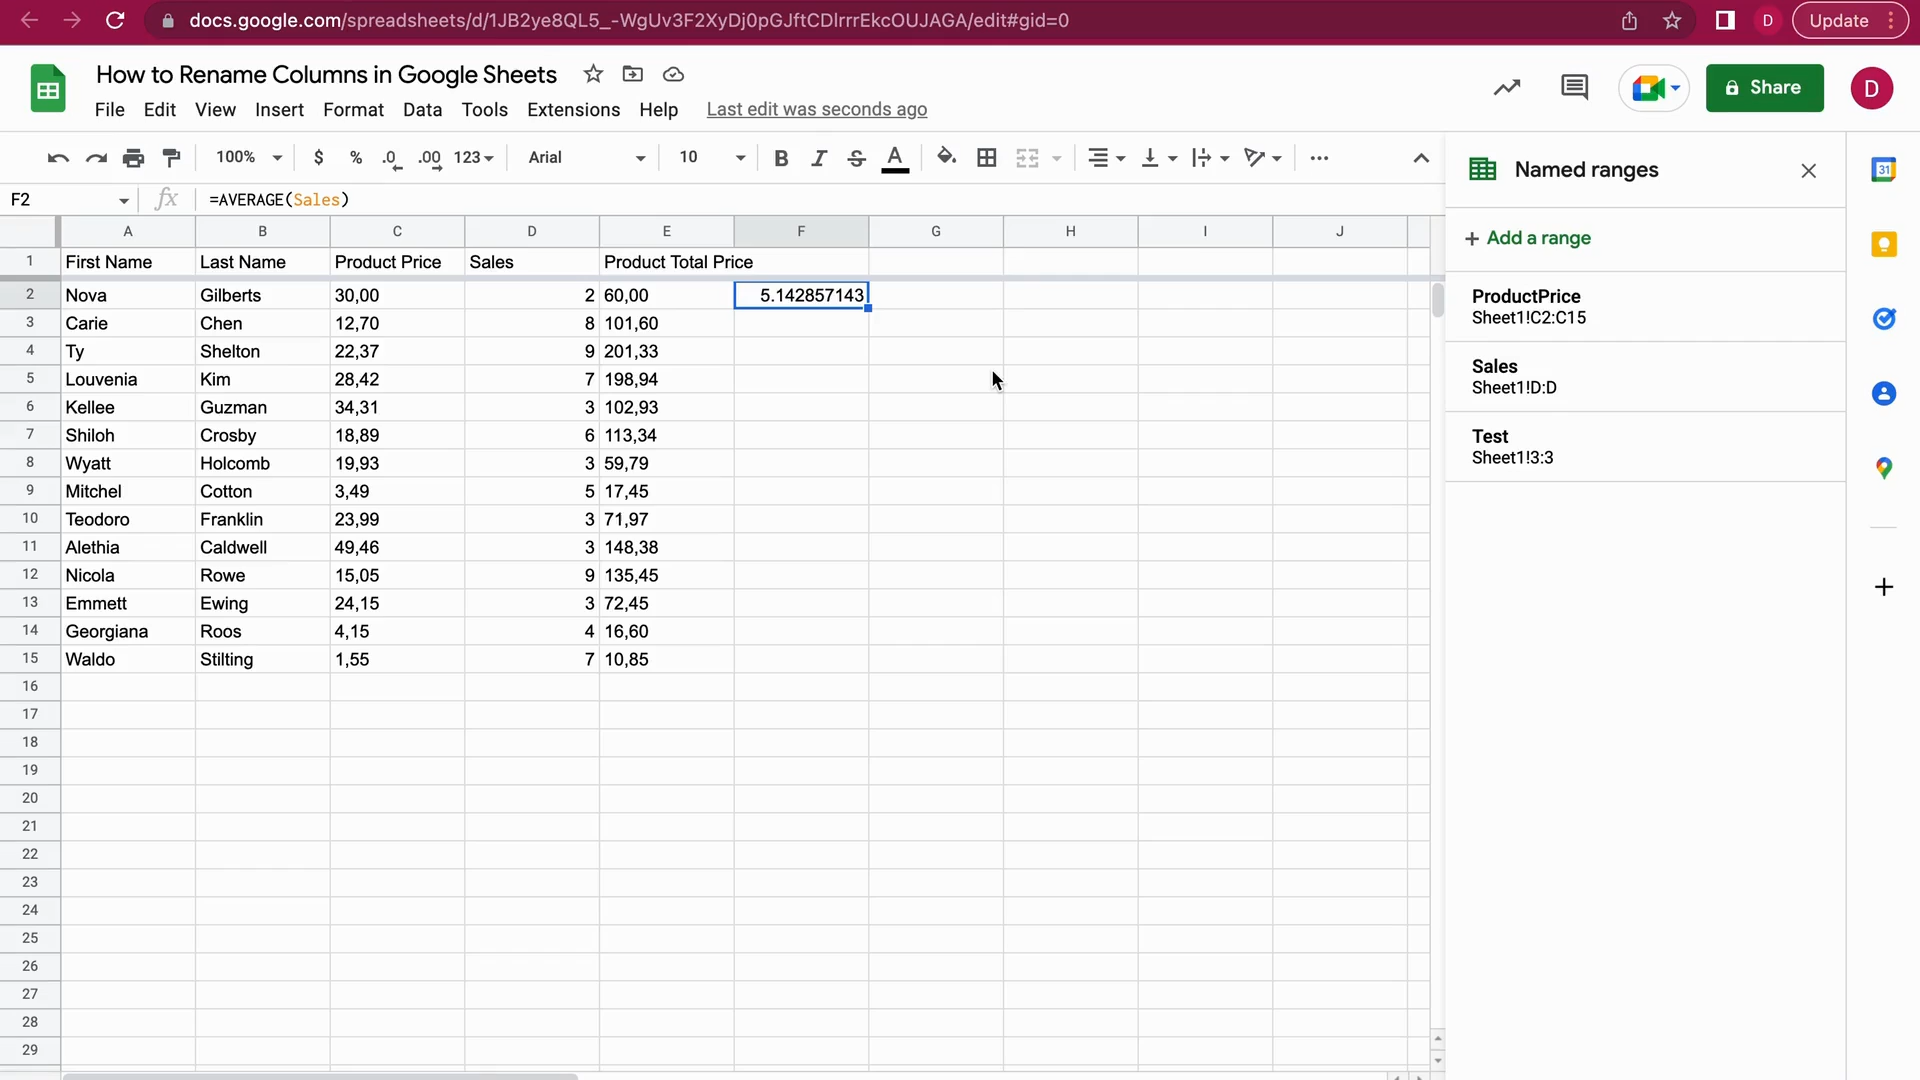 docs.google.com/spreadsheets/d/1JB2ye8QL5_-WgUv3F2XyDj0pGJftCDlrrrEkcOUJAGA/edit#gid=0 D Update
How to Rename Columns in Google Sheets
File Edit View Insert Format Data Tools Extensions Help Last edit was seconds ago
Share D
100% $ % .0 .00 123 Arial 10 B I S A
F2 fx =AVERAGE(Sales)
A B C D E F G H I J
1 First Name Last Name Product Price Sales Product Total Price
2 Nova Gilberts 30,00 2 60,00 5.142857143
3 Carie Chen 12,70 8 101,60
4 Ty Shelton 22,37 9 201,33
5 Louvenia Kim 28,42 7 198,94
6 Kellee Guzman 34,31 3 102,93
7 Shiloh Crosby 18,89 6 113,34
8 Wyatt Holcomb 19,93 3 59,79
9 Mitchel Cotton 3,49 5 17,45
10 Teodoro Franklin 23,99 3 71,97
11 Alethia Caldwell 49,46 3 148,38
12 Nicola Rowe 15,05 9 135,45
13 Emmett Ewing 24,15 3 72,45
14 Georgiana Roos 4,15 4 16,60
15 Waldo Stilting 1,55 7 10,85
16
17
18
19
20
21
22
23
24
25
26
27
28
29
Named ranges
+ Add a range
ProductPrice
Sheet1!C2:C15
Sales
Sheet1!D:D
Test
Sheet1!3:3
31